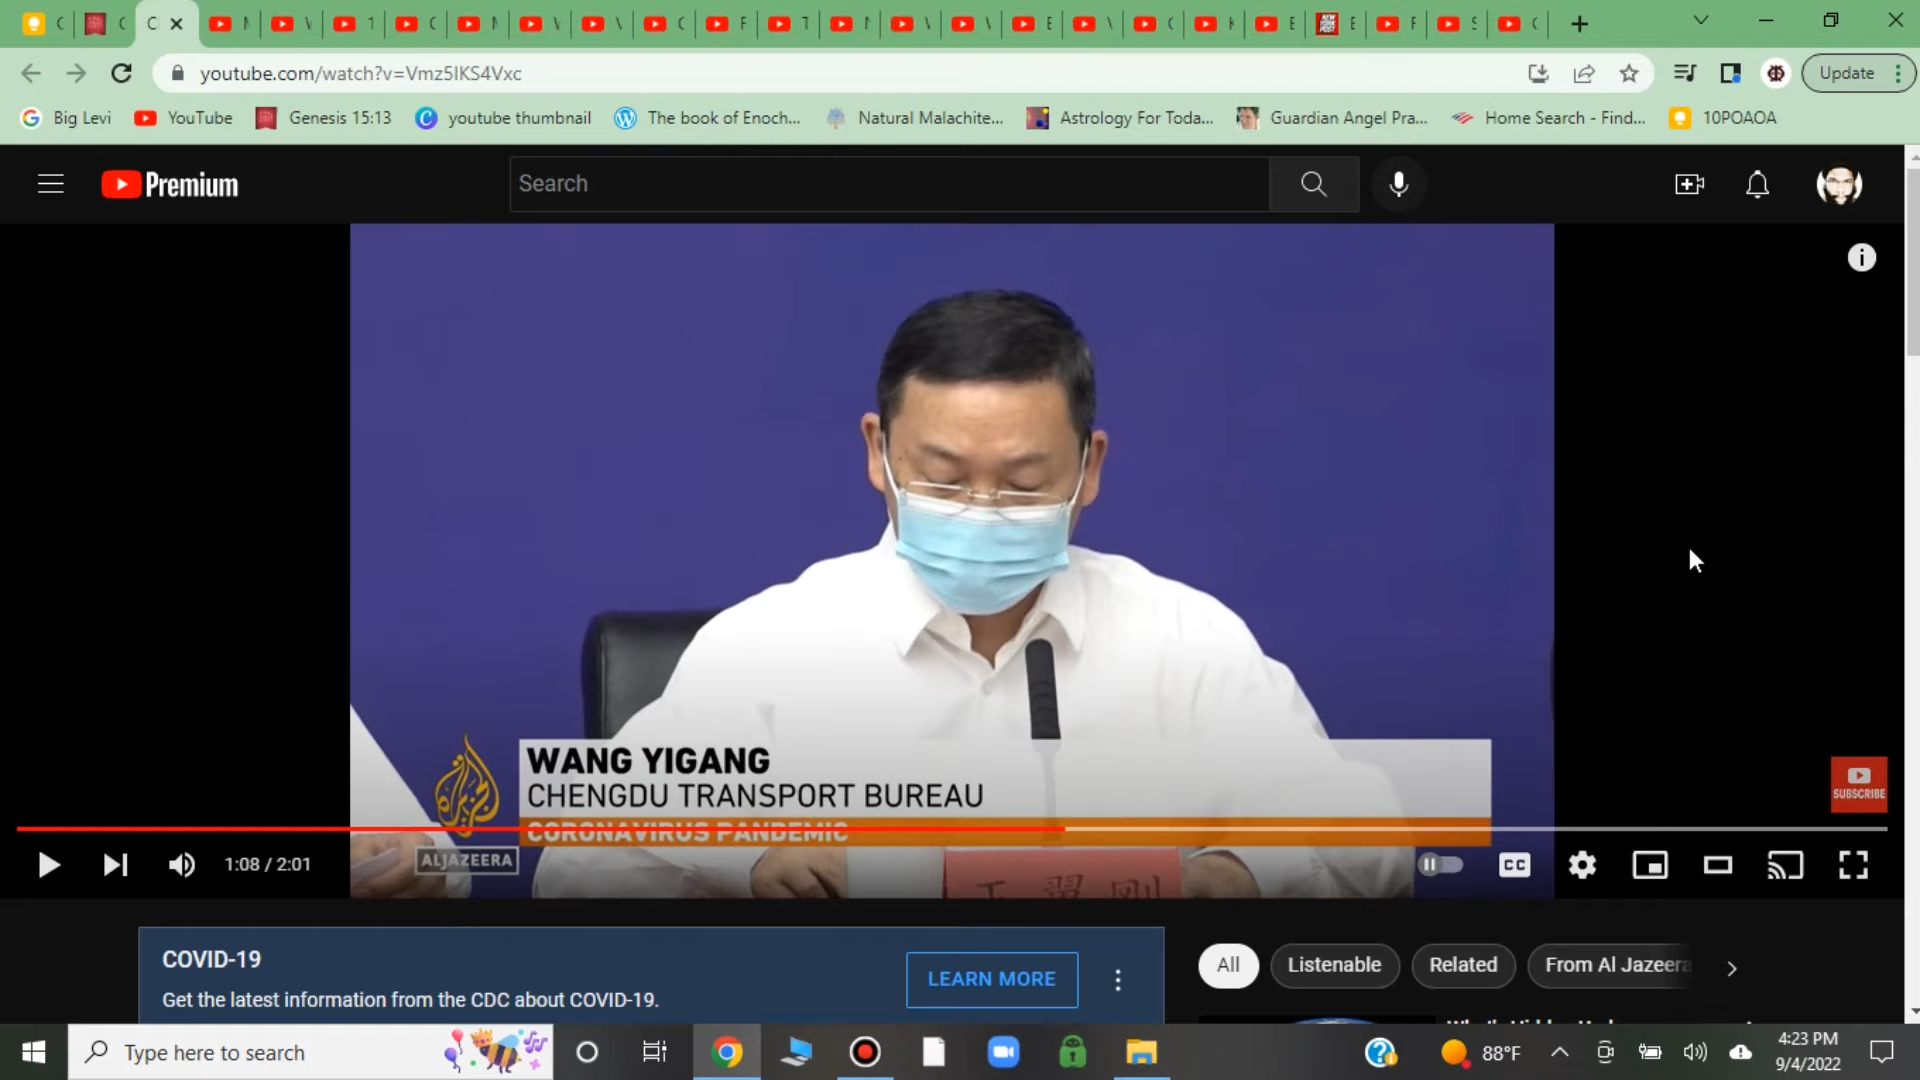 youtube.com/watch?v=Vmz5IKS4Vxc
Update
Big Levi
YouTube
Genesis 15:13
youtube thumbnail
The book of Enoch...
Natural Malachite...
Astrology For Toda...
Guardian Angel Pra...
Home Search - Find...
10POAOA
Premium
Search
WANG YIGANG
CHENGDU TRANSPORT BUREAU
CORONAVIRUS PANDEMIC
ALJAZEERA
SUBSCRIBE
1:08 / 2:01
CC
COVID-19
Get the latest information from the CDC about COVID-19.
LEARN MORE
All
Listenable
Related
From Al Jazeera
Type here to search
88°F
4:23 PM
9/4/2022